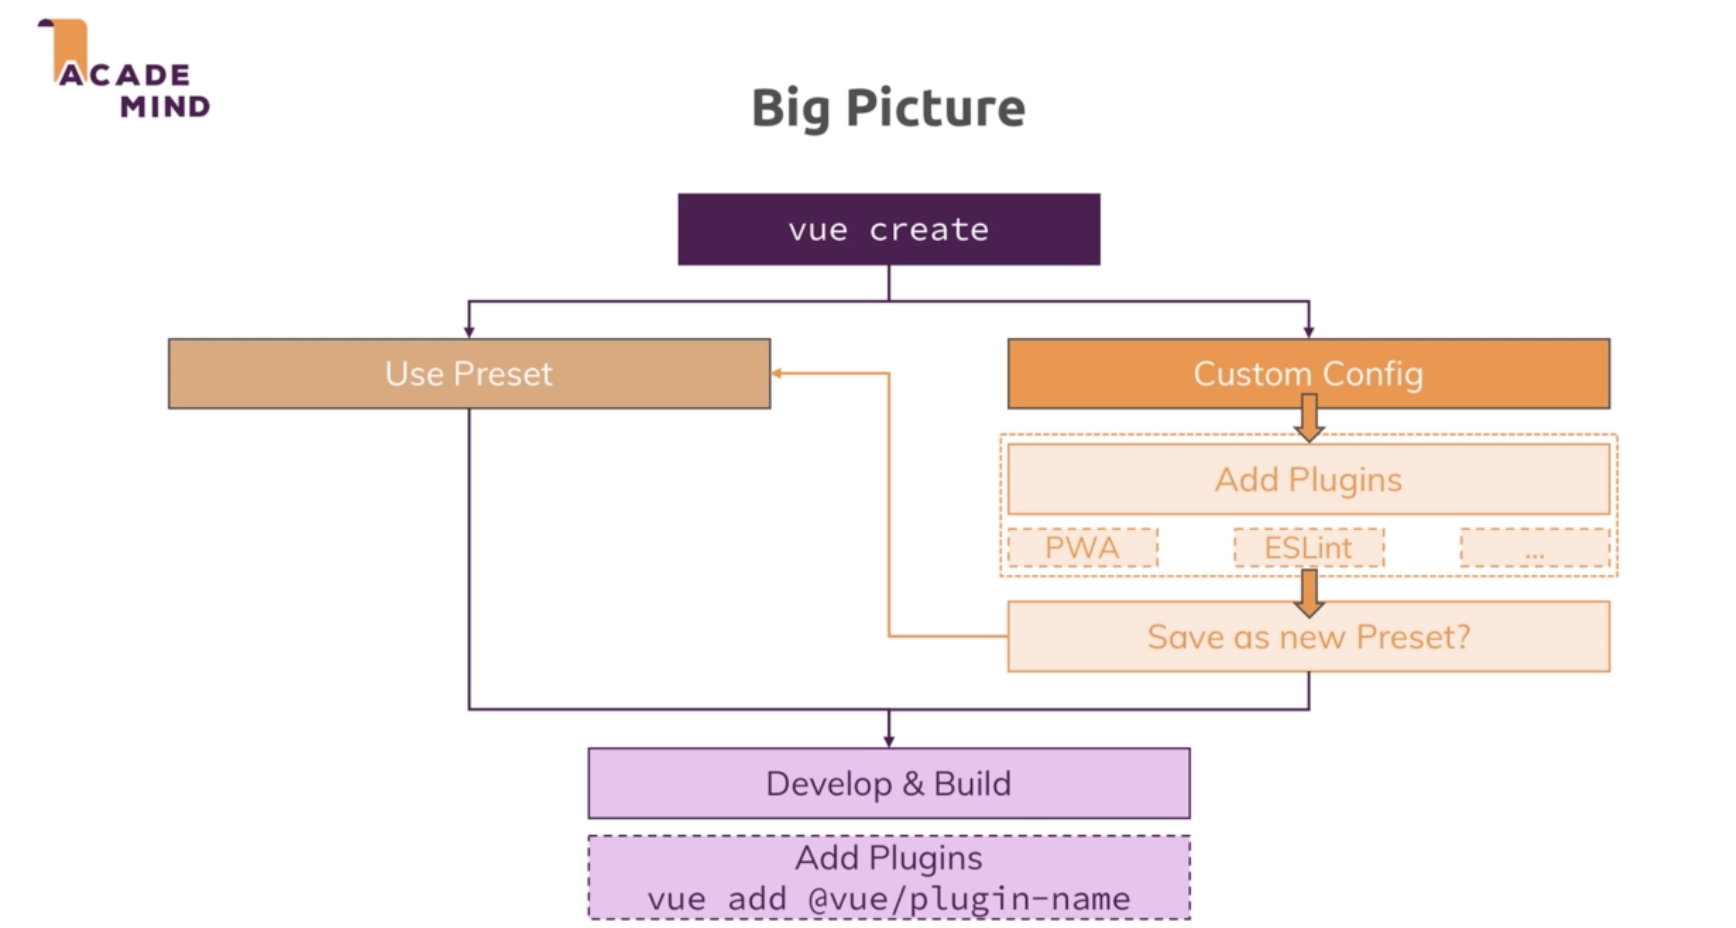 ACADE
MIND
Big Picture
vue create
Use Preset
Custom Config
Add Plugins
PWA
ESLint
...
Save as new Preset?
Develop & Build
Add Plugins
vue add @vue/plugin-name